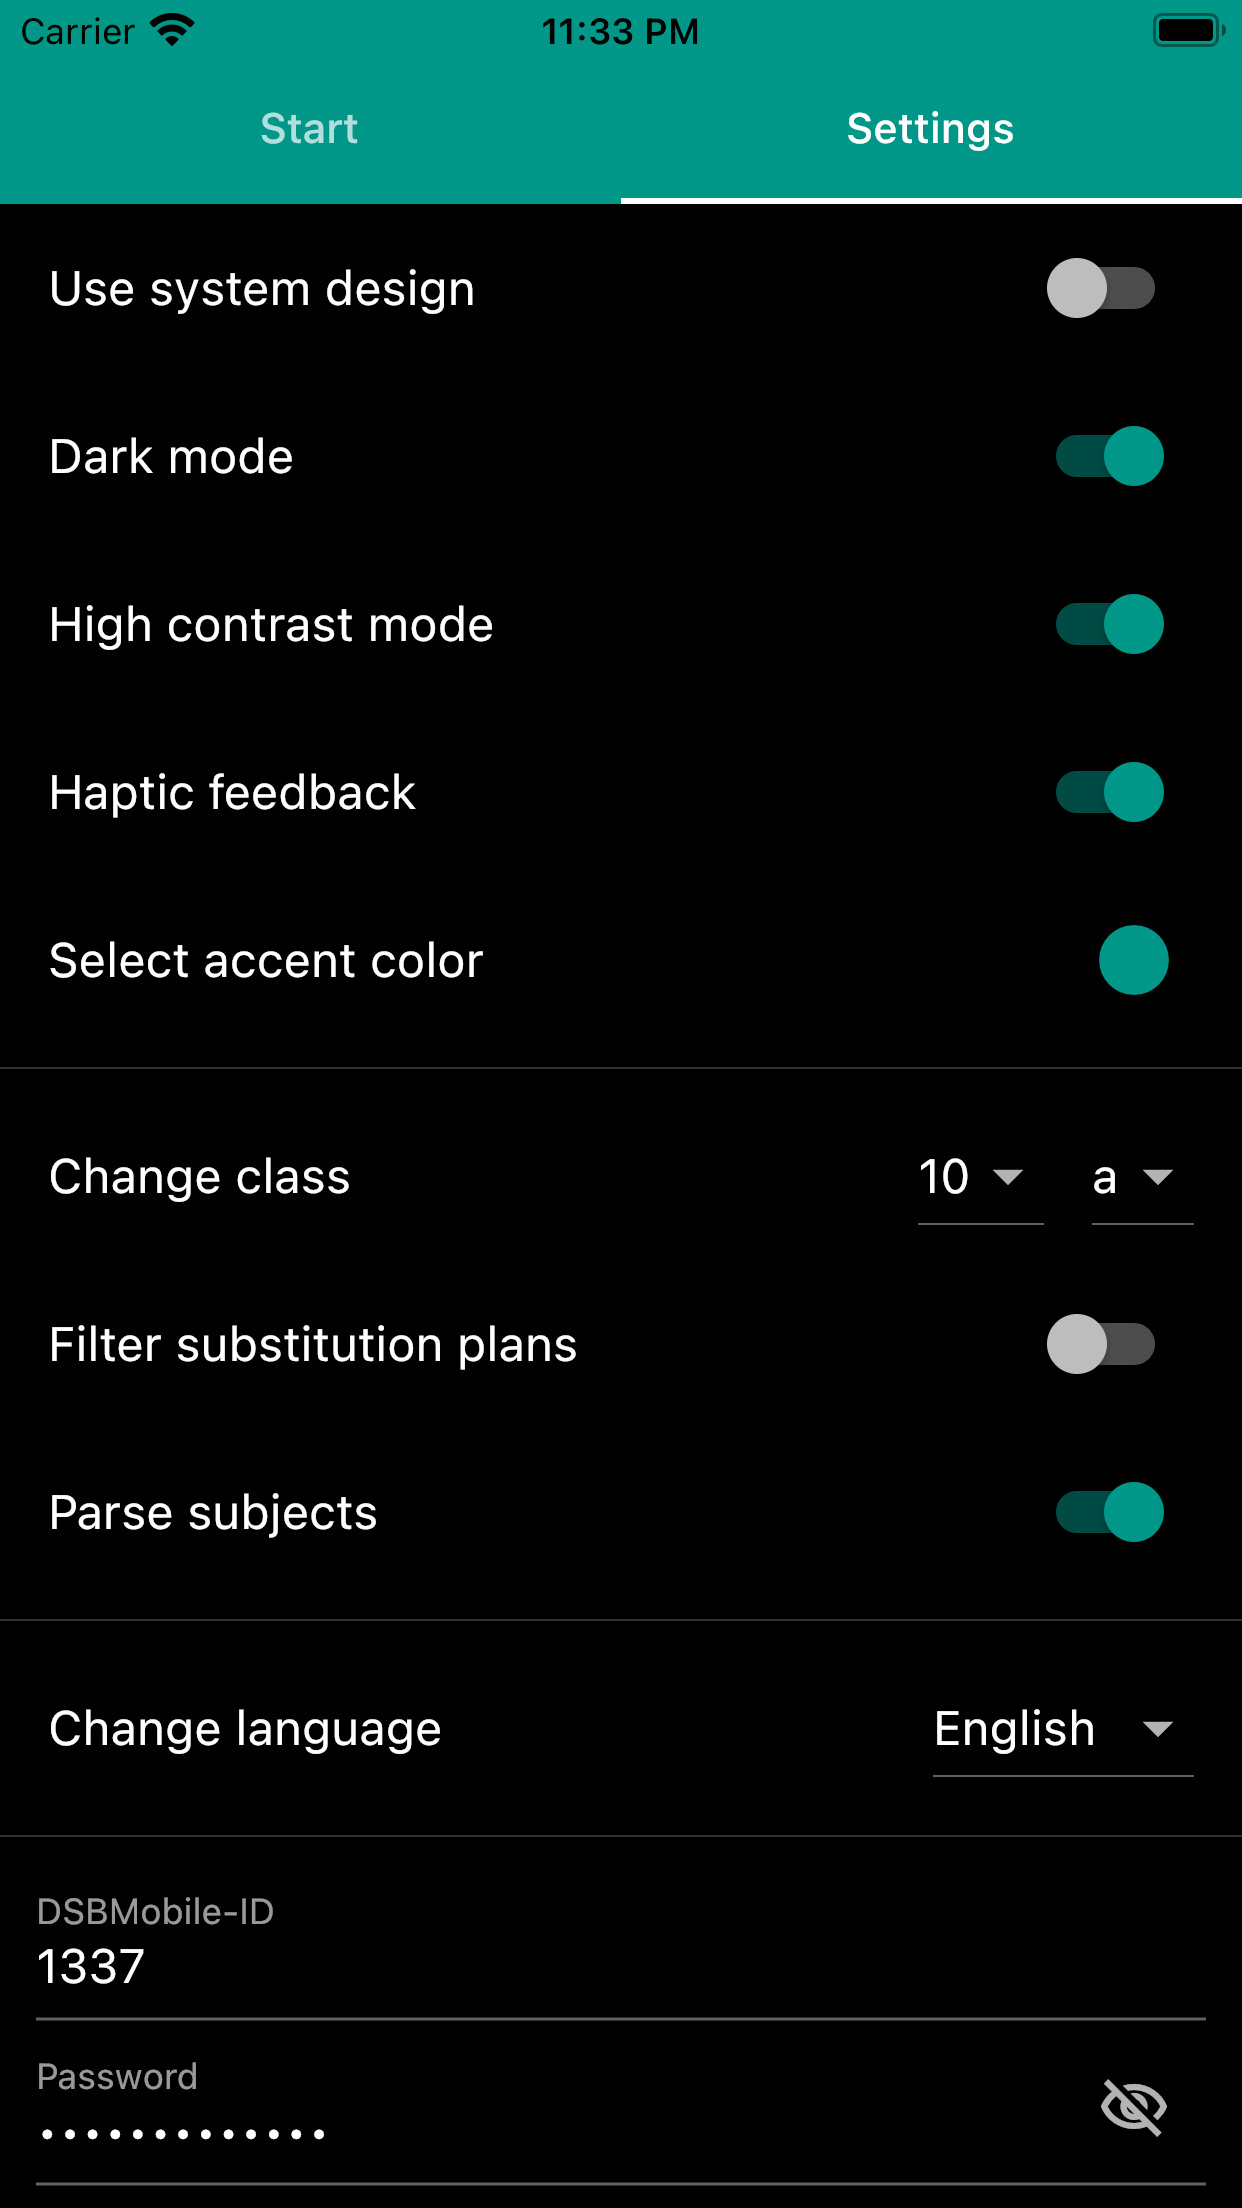 Carrier 11:33 PM
Start Settings
Use system design
Dark mode
High contrast mode
Haptic feedback
Select accent color
Change class 10 a
Filter substitution plans
Parse subjects
Change language English
DSBMobile-ID
1337
Password
•••••••••••••